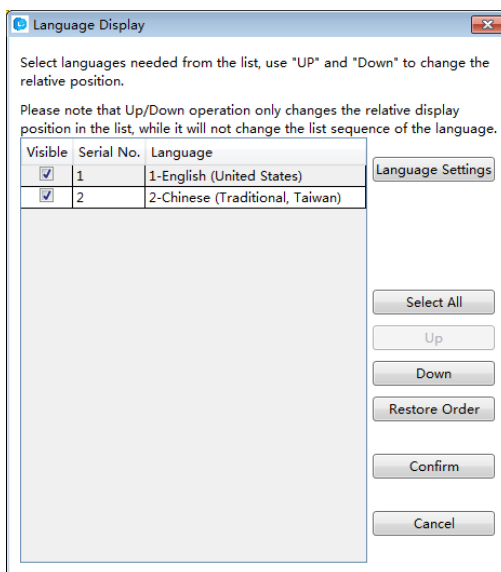 Language Display
Select languages needed from the list, use "UP" and "Down" to change the
relative position.
Please note that Up/Down operation only changes the relative display
position in the list, while it will not change the list sequence of the language.
Visible Serial No. Language
1 1-English (United States)
2 2-Chinese (Traditional, Taiwan)
Language Settings
Select All
Up
Down
Restore Order
Confirm
Cancel